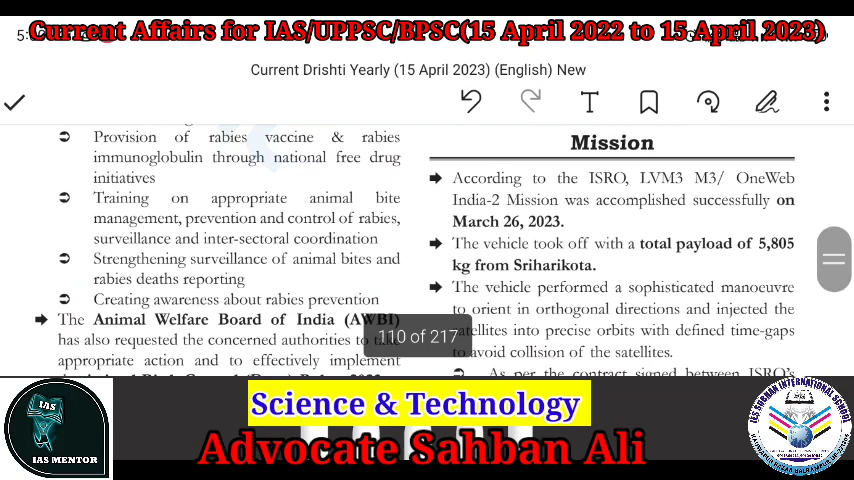 Current Affairs for IAS/UPPSC/BPSC(15 April 2022 to 15 April 2023)
Current Drishti Yearly (15 April 2023) (English) New
Provision of rabies vaccine & rabies
immunoglobulin through national free drug
initiatives
Training on appropriate animal bite
management, prevention and control of rabies,
surveillance and inter-sectoral coordination
Strengthening surveillance of animal bites and
rabies deaths reporting
Creating awareness about rabies prevention
The Animal Welfare Board of India (AWBI)
has also requested the concerned authorities to take
appropriate action and to effectively implement
Mission
According to the ISRO, LVM3 M3/ OneWeb
India-2 Mission was accomplished successfully on
March 26, 2023.
The vehicle took off with a total payload of 5,805
kg from Sriharikota.
The vehicle performed a sophisticated manoeuvre
to orient in orthogonal directions and injected the
satellites into precise orbits with defined time-gaps
to avoid collision of the satellites.
As per the contract signed between ISRO's
110 of 217
Science & Technology
Advocate Sahban Ali
IAS
IAS MENTOR